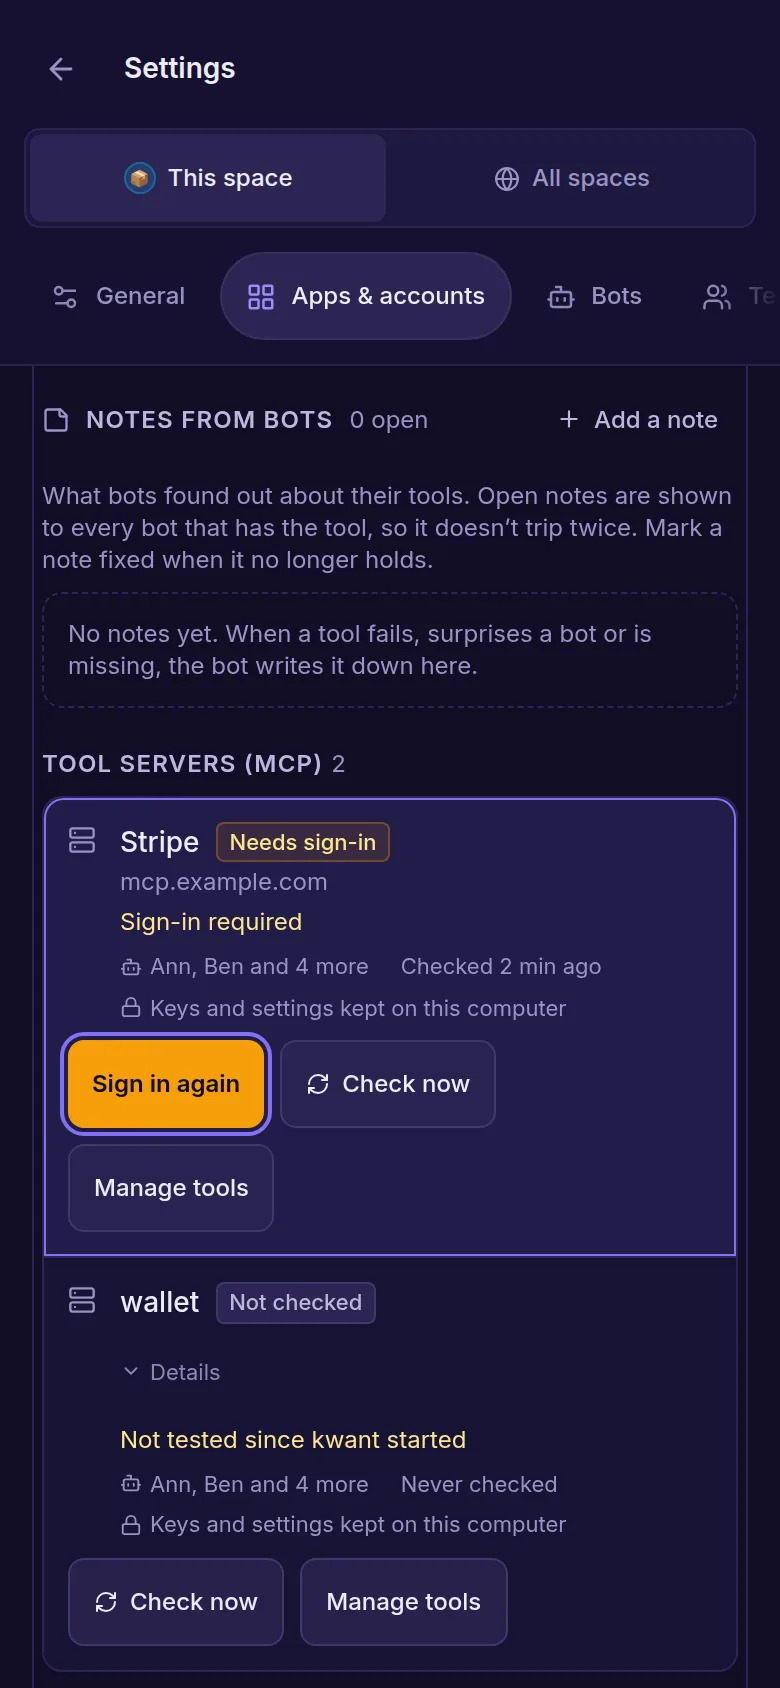 Settings
This space
All spaces
General
Apps & accounts
Bots
Te
NOTES FROM BOTS 0 open
Add a note
What bots found out about their tools. Open notes are shown
to every bot that has the tool, so it doesn’t trip twice. Mark a
note fixed when it no longer holds.
No notes yet. When a tool fails, surprises a bot or is
missing, the bot writes it down here.
TOOL SERVERS (MCP) 2
Stripe Needs sign-in
mcp.example.com
Sign-in required
Ann, Ben and 4 more Checked 2 min ago
Keys and settings kept on this computer
Sign in again
Check now
Manage tools
wallet Not checked
Details
Not tested since kwant started
Ann, Ben and 4 more Never checked
Keys and settings kept on this computer
Check now
Manage tools